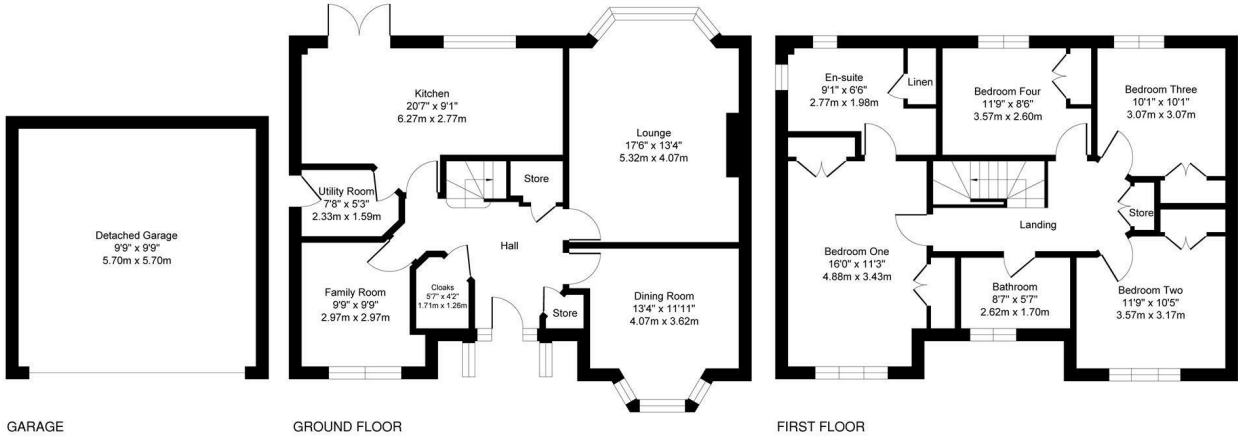 Detached Garage
9'9" x 9'9"
5.70m x 5.70m
GARAGE
Kitchen
20'7" x 9'1"
6.27m x 2.77m
Lounge
17'6" x 13'4"
5.32m x 4.07m
Store
Utility Room
7'8" x 5'3"
2.33m x 1.59m
Hall
Family Room
9'9" x 9'9"
2.97m x 2.97m
Cloaks
5'7" x 4'2"
1.71m x 1.26m
Store
Dining Room
13'4" x 11'11"
4.07m x 3.62m
GROUND FLOOR
En-suite
9'1" x 6'6"
2.77m x 1.98m
Linen
Bedroom Four
11'9" x 8'6"
3.57m x 2.60m
Bedroom Three
10'1" x 10'1"
3.07m x 3.07m
Store
Landing
Bedroom One
16'0" x 11'3"
4.88m x 3.43m
Bathroom
8'7" x 5'7"
2.62m x 1.70m
Bedroom Two
11'9" x 10'5"
3.57m x 3.17m
FIRST FLOOR